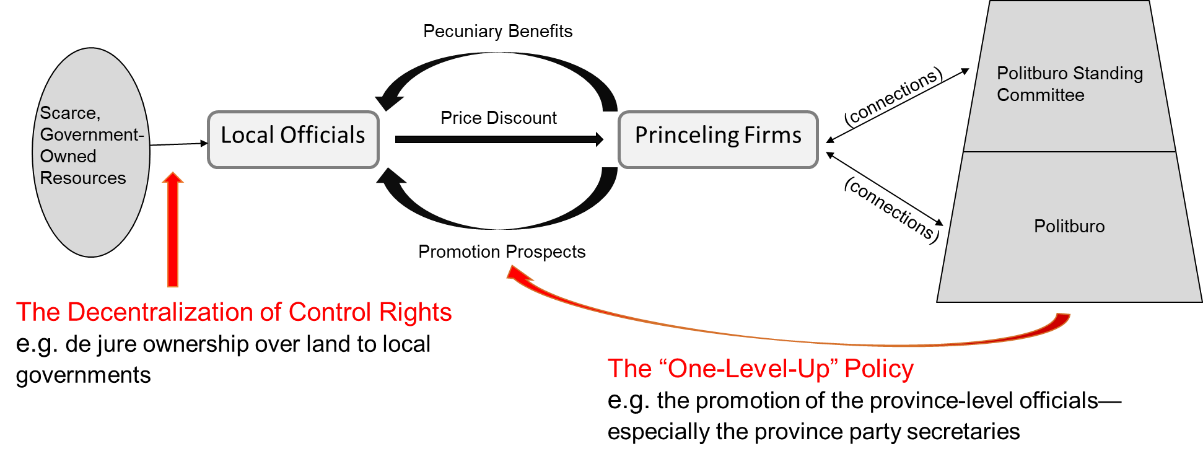 Pecuniary Benefits
Scarce,
Government-
Owned
Resources
Local Officials
Price Discount
Princeling Firms
(connections)
Politburo Standing
Committee
(connections)
Politburo
Promotion Prospects
The Decentralization of Control Rights
e.g. de jure ownership over land to local
governments
The “One-Level-Up” Policy
e.g. the promotion of the province-level officials—
especially the province party secretaries